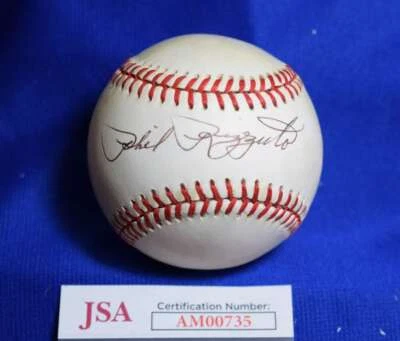 Phil Rizzuto
JSA
Certification Number:
AM00735